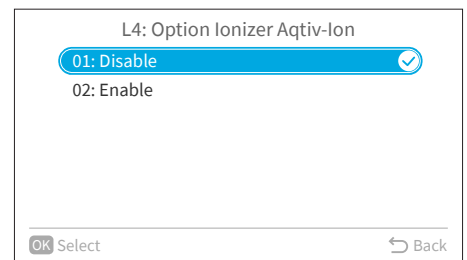 L4: Option Ionizer Aqtiv-Ion
01: Disable
02: Enable
OK Select
Back